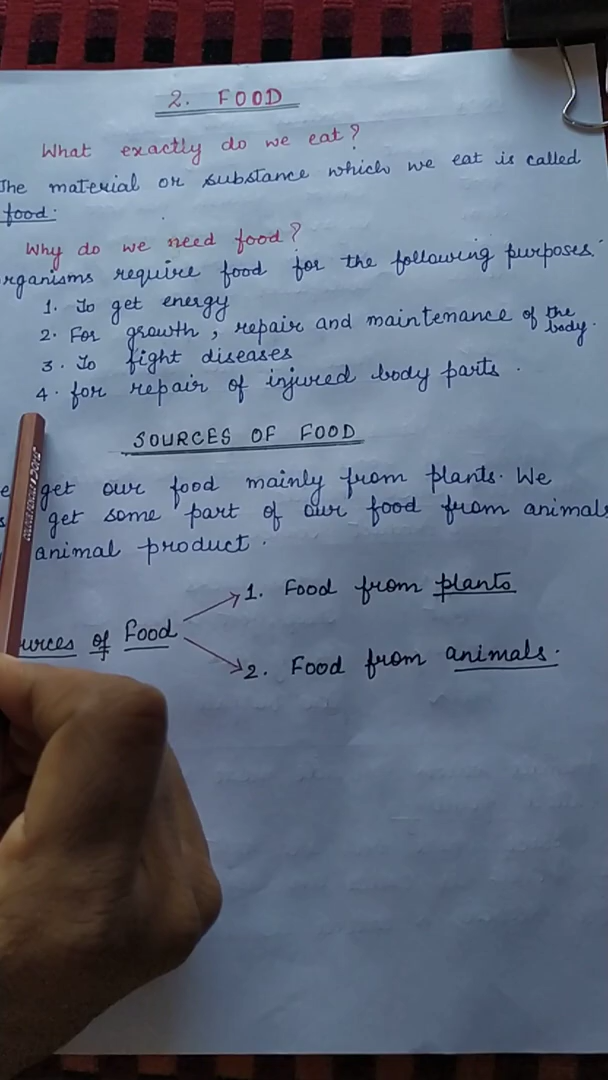 2. FOOD
What exactly do we eat?
The material or substance which we eat is called
food.
Why do we need food?
rganisms require food for the following purposes.
1. To get energy
2. For growth, repair and maintenance of the body.
3. To fight diseases
4. for repair of injured body parts.
SOURCES OF FOOD
e get our food mainly from plants. We
s get some part of our food from animals
animal product.
1. Food from plants
urces of Food
2. Food from animals.